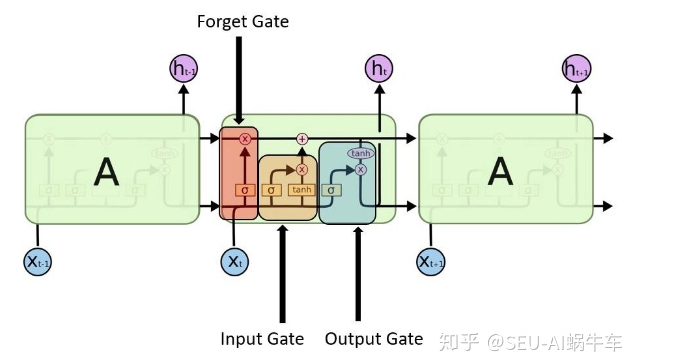 Forget Gate
ht-1
ht
ht+1
A
x
+
tanh
x
x
σ
σ
tanh
σ
A
Xt-1
Xt
Xt+1
Input Gate
Output Gate
知乎 @SEU-AI蜗牛车